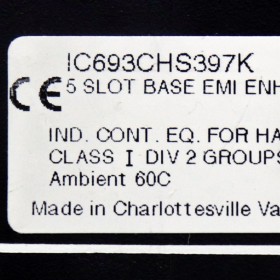 IC693CHS397K
CE 5 SLOT BASE EMI ENH
IND. CONT. EQ. FOR HA
CLASS I DIV 2 GROUPS
Ambient 60C
Made in Charlottesville Va